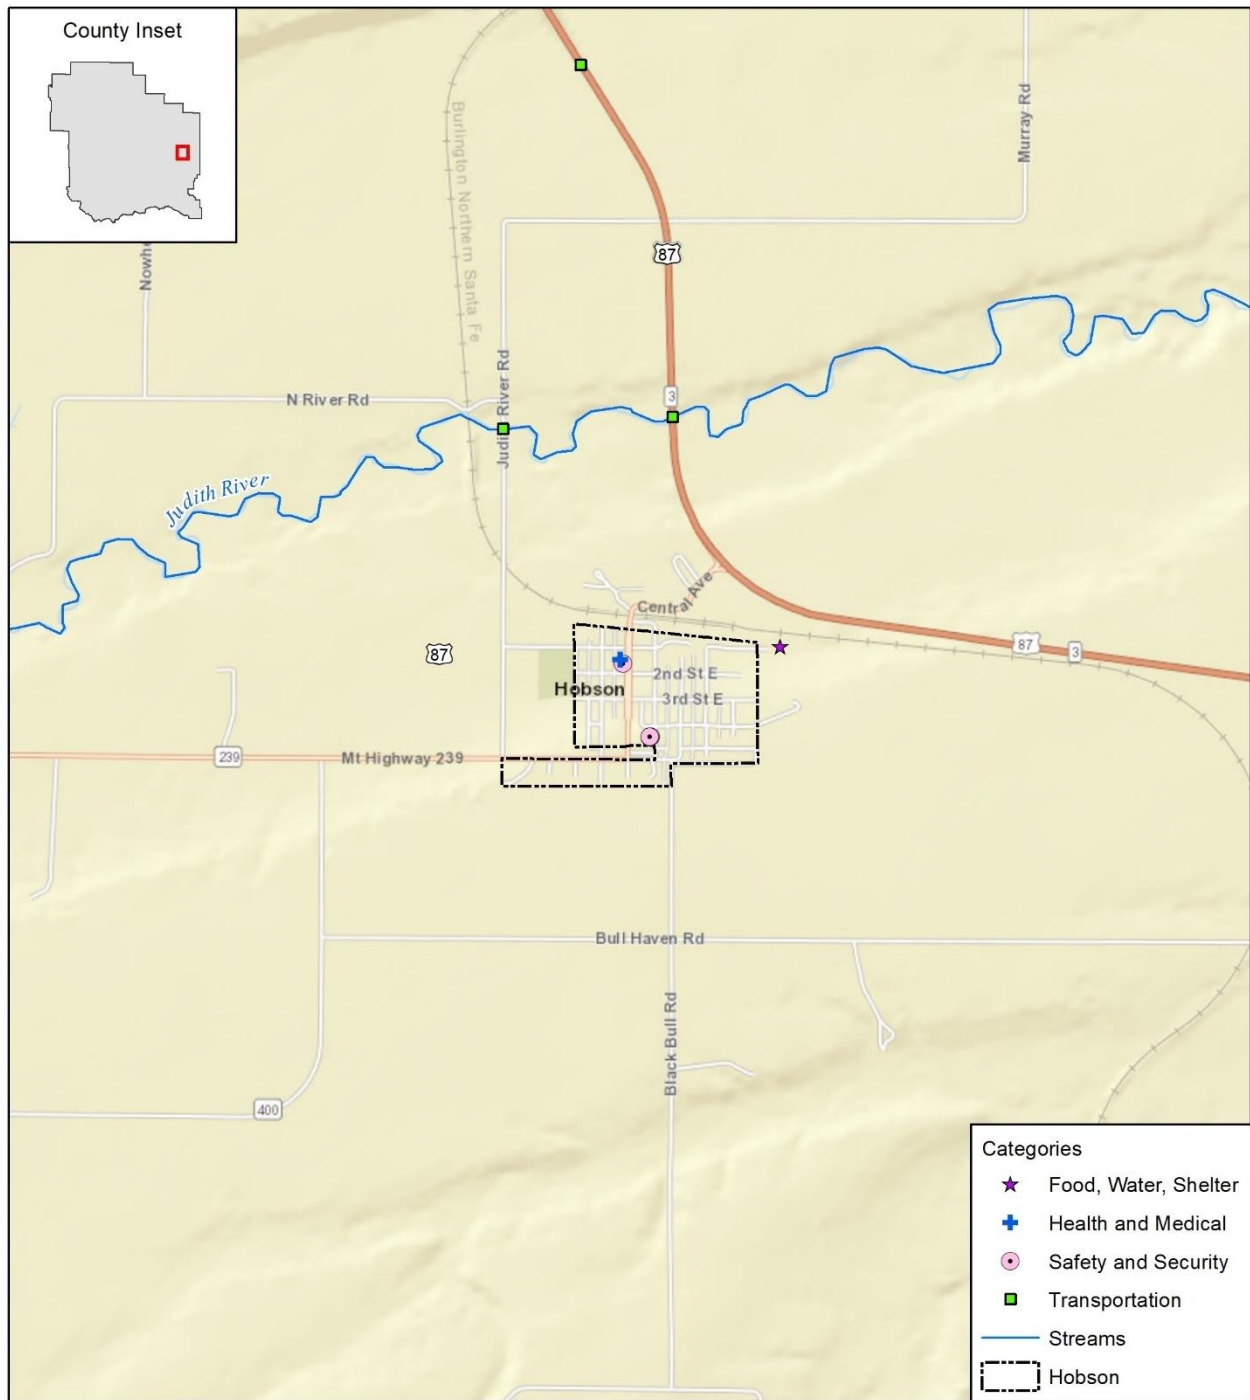 County Inset
Burlington Northern Santa Fe
Murray Rd
87
Judith River Rd
3
N River Rd
Judith River
Central Ave
87
87
3
2nd St E
Hobson
3rd St E
239
Mt Highway 239
Bull Haven Rd
Black Bull Rd
400
Categories
Food, Water, Shelter
Health and Medical
Safety and Security
Transportation
Streams
Hobson